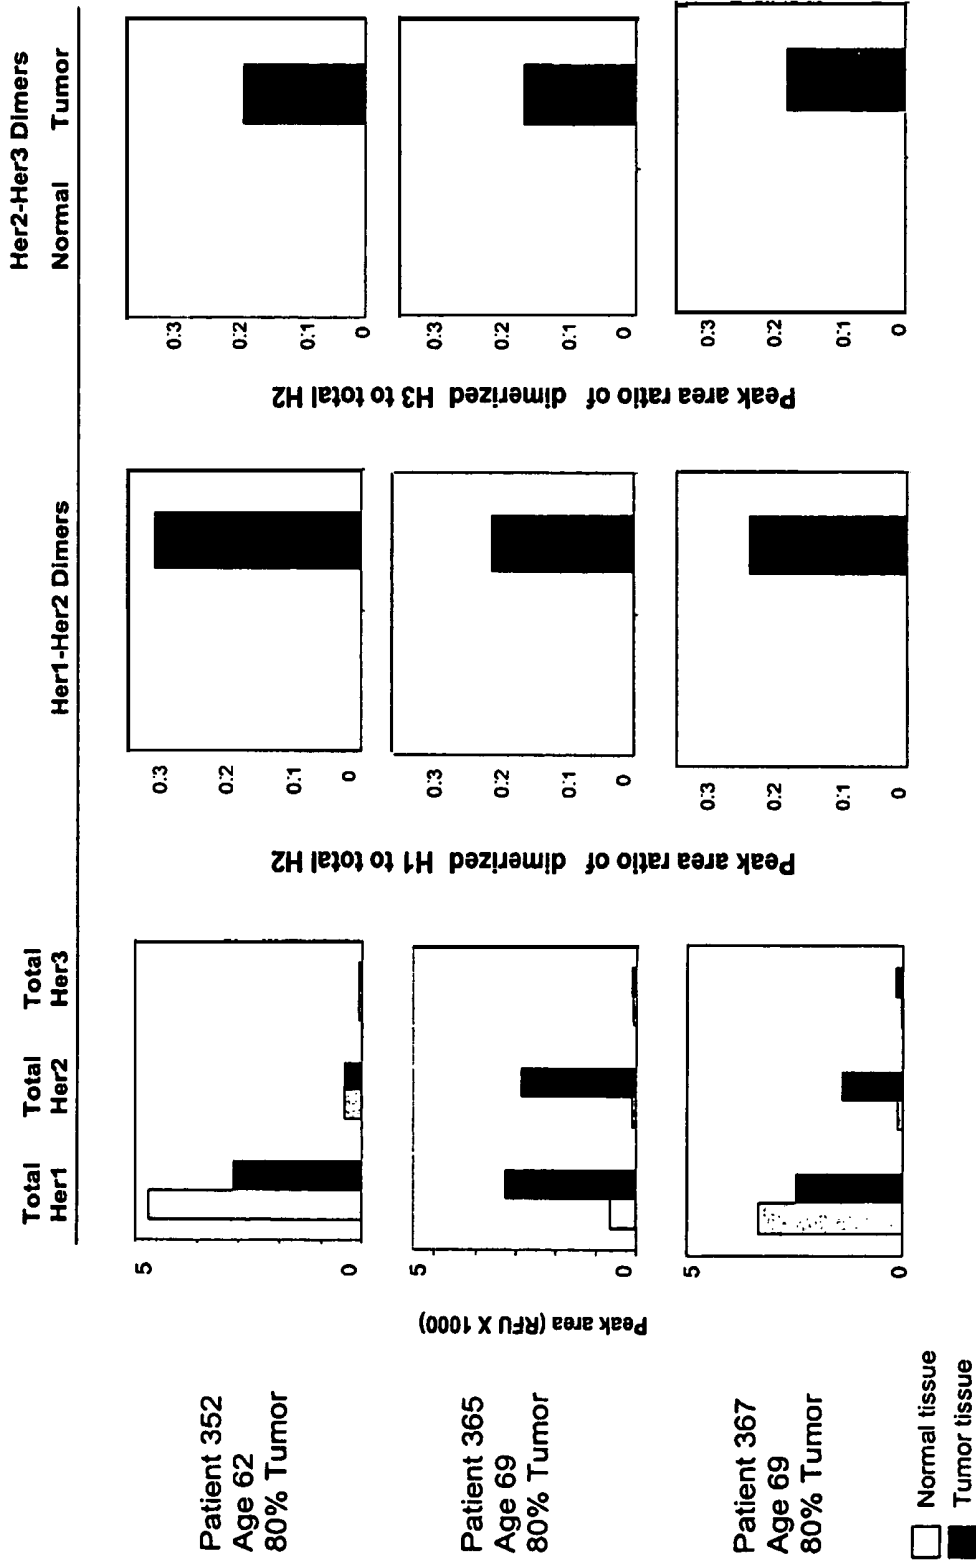 Total Her1
Total Her2
Total Her3
Her1-Her2 Dimers
Her2-Her3 Dimers
Normal Tumor
Patient 352
Age 62
80% Tumor
5
0
0.3
0.2
0.1
0
0.3
0.2
0.1
0
Patient 365
Age 69
80% Tumor
Peak area (RFU X 1000)
5
0
Peak area ratio of dimerized H1 to total H2
0.3
0.2
0.1
0
Peak area ratio of dimerized H3 to total H2
0.3
0.2
0.1
0
Patient 367
Age 69
80% Tumor
5
0
0.3
0.2
0.1
0
0.3
0.2
0.1
0
Normal tissue
Tumor tissue